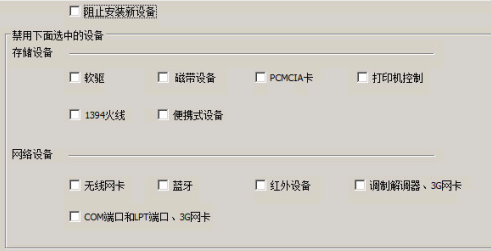 阻止安装新设备
禁用下面选中的设备
存储设备
软驱 磁带设备 PCMCIA卡 打印机控制
1394火线 便携式设备
网络设备
无线网卡 蓝牙 红外设备 调制解调器、3G网卡
COM端口和LPT端口、3G网卡